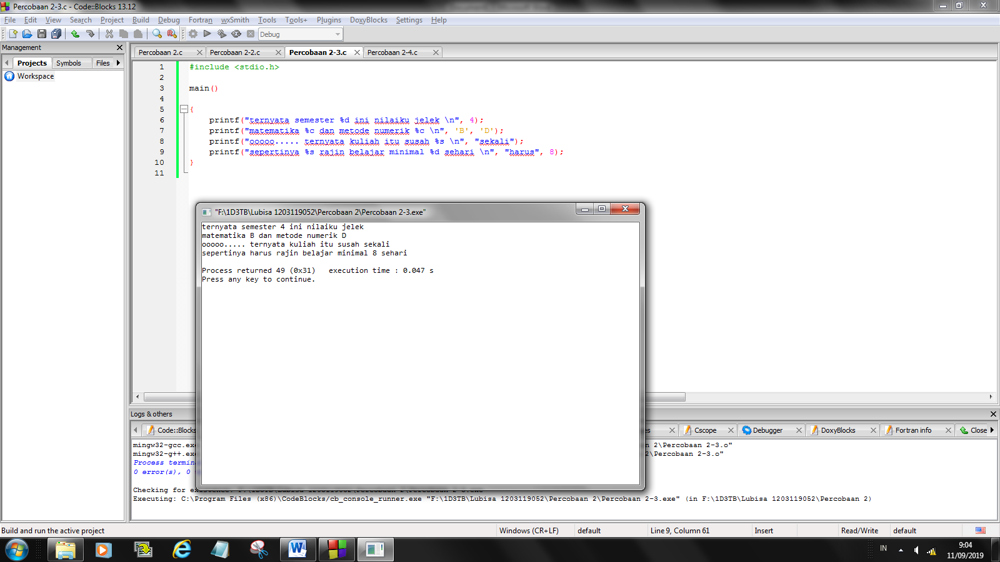 Percobaan 2-3.c - Code::Blocks 13.12
File Edit View Search Project Build Debug Fortran wxSmith Tools Tools+ Plugins DoxyBlocks Settings Help
Debug
Management
Projects Symbols Files
Workspace
Percobaan 2.c Percobaan 2-2.c Percobaan 2-3.c Percobaan 2-4.c
1 #include <stdio.h>
2
3 main()
4
5 {
6 printf("ternyata semester %d ini nilaiku jelek \n", 4);
7 printf("matematika %c dan metode numerik %c \n", 'B', 'D');
8 printf("ooooo..... ternyata kuliah itu susah %s \n", "sekali");
9 printf("sepertinya %s rajin belajar minimal %d sehari \n", "harus", 8);
10 }
11
"F:\1D3TB\Lubisa 1203119052\Percobaan 2\Percobaan 2-3.exe"
ternyata semester 4 ini nilaiku jelek
matematika B dan metode numerik D
ooooo..... ternyata kuliah itu susah sekali
sepertinya harus rajin belajar minimal 8 sehari
Process returned 49 (0x31) execution time : 0.047 s
Press any key to continue.
Logs & others
Code::Blocks Cscope Debugger DoxyBlocks Fortran info Close
mingw32-gcc.ex 2\Percobaan 2-3.o"
mingw32-g++.ex 2\Percobaan 2-3.o"
Process termin
0 error(s), 0
Checking for existence: F:\1D3TB\Lubisa 1203119052\Percobaan 2\Percobaan 2-3.exe
Executing: C:\Program Files (x86)\CodeBlocks/cb_console_runner.exe "F:\1D3TB\Lubisa 1203119052\Percobaan 2\Percobaan 2-3.exe" (in F:\1D3TB\Lubisa 1203119052\Percobaan 2)
Build and run the active project Windows (CR+LF) default Line 9, Column 61 Insert Read/Write default
IN 9:04
11/09/2019